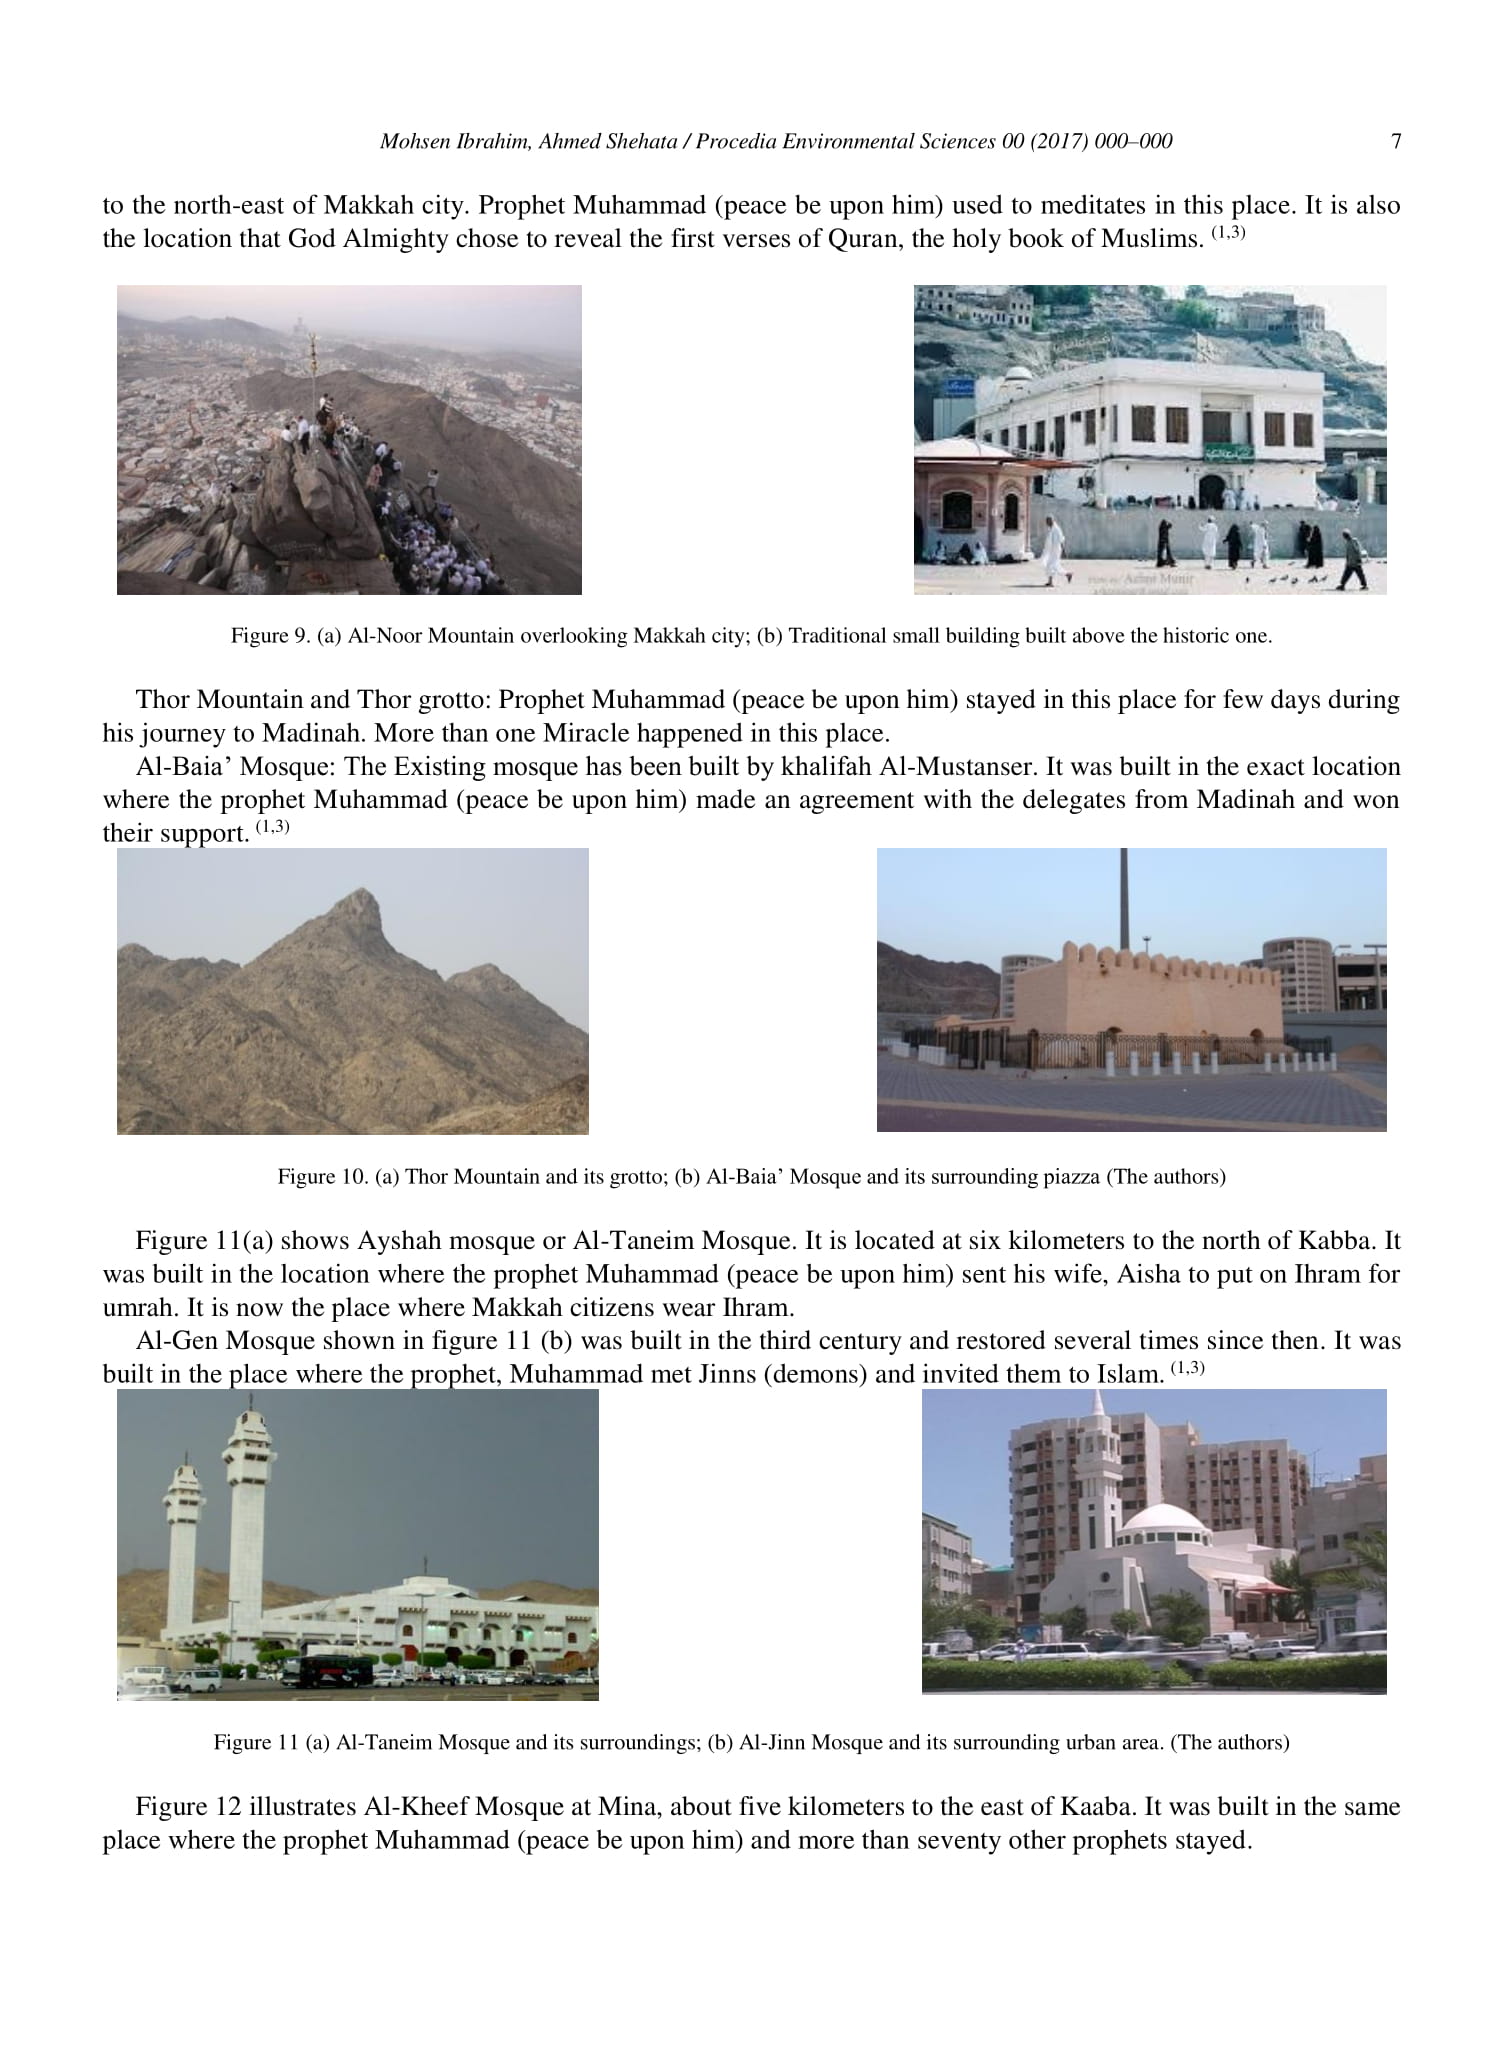 Mohsen Ibrahim, Ahmed Shehata / Procedia Environmental Sciences 00 (2017) 000–000 7
to the north-east of Makkah city. Prophet Muhammad (peace be upon him) used to meditates in this place. It is also
the location that God Almighty chose to reveal the first verses of Quran, the holy book of Muslims. (1,3)
Azimi Munir
Figure 9. (a) Al-Noor Mountain overlooking Makkah city; (b) Traditional small building built above the historic one.
Thor Mountain and Thor grotto: Prophet Muhammad (peace be upon him) stayed in this place for few days during
his journey to Madinah. More than one Miracle happened in this place.
Al-Baia’ Mosque: The Existing mosque has been built by khalifah Al-Mustanser. It was built in the exact location
where the prophet Muhammad (peace be upon him) made an agreement with the delegates from Madinah and won
their support. (1,3)
Figure 10. (a) Thor Mountain and its grotto; (b) Al-Baia’ Mosque and its surrounding piazza (The authors)
Figure 11(a) shows Ayshah mosque or Al-Taneim Mosque. It is located at six kilometers to the north of Kabba. It
was built in the location where the prophet Muhammad (peace be upon him) sent his wife, Aisha to put on Ihram for
umrah. It is now the place where Makkah citizens wear Ihram.
Al-Gen Mosque shown in figure 11 (b) was built in the third century and restored several times since then. It was
built in the place where the prophet, Muhammad met Jinns (demons) and invited them to Islam. (1,3)
Figure 11 (a) Al-Taneim Mosque and its surroundings; (b) Al-Jinn Mosque and its surrounding urban area. (The authors)
Figure 12 illustrates Al-Kheef Mosque at Mina, about five kilometers to the east of Kaaba. It was built in the same
place where the prophet Muhammad (peace be upon him) and more than seventy other prophets stayed.